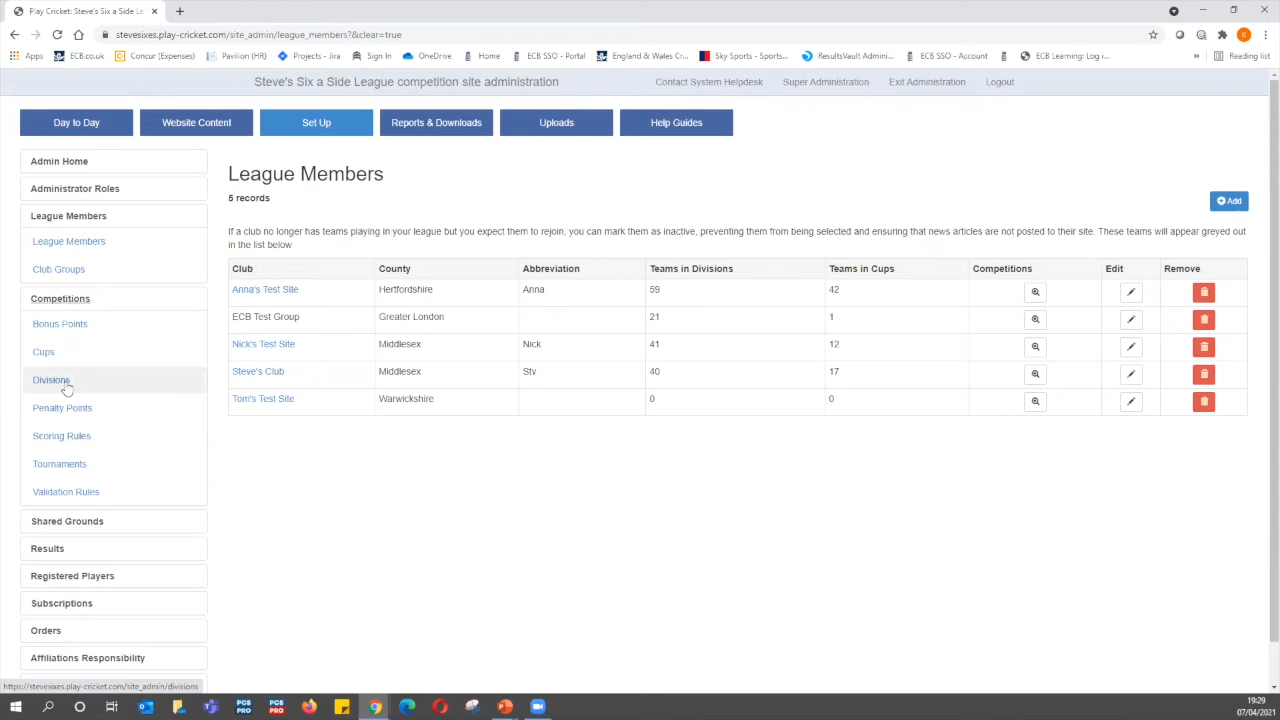 Play Cricket: Steve's Six a Side Le
stevesixes.play-cricket.com/site_admin/league_members?&clear=true
Apps ECB.co.uk Concur (Expenses) Pavilion (HR) Projects - Jira Sign In OneDrive Home England & Wales Cr... Sky Sports - Sports... ResultsVault Admini... ECB SSO - Portal ECB SSO - Account ECB Learning: Log i... » Reading list
Steve's Six a Side League competition site administration Contact System Helpdesk Super Administration Exit Administration Logout
Day to Day Website Content Set Up Reports & Downloads Uploads Help Guides
Admin Home
Administrator Roles
League Members
League Members
Club Groups
Competitions
Bonus Points
Cups
Divisions
Penalty Points
Scoring Rules
Tournaments
Validation Rules
Shared Grounds
Results
Registered Players
Subscriptions
Orders
Affiliations Responsibility
League Members
5 records
Add
If a club no longer has teams playing in your league but you expect them to rejoin, you can mark them as inactive, preventing them from being selected and ensuring that news articles are not posted to their site. These teams will appear greyed out
in the list below
Club County Abbreviation Teams in Divisions Teams in Cups Competitions Edit Remove
Anna's Test Site Hertfordshire Anna 59 42
ECB Test Group Greater London 21 1
Nick's Test Site Middlesex Nick 41 12
Steve's Club Middlesex Stv 40 17
Tom's Test Site Warwickshire 0 0
https://stevesixes.play-cricket.com/site_admin/divisions
PCS PRO PCS PRO
19:29
07/04/2021